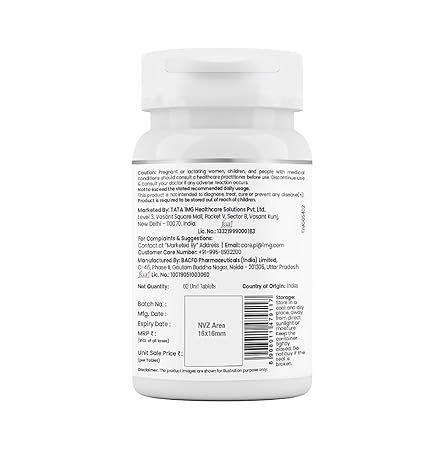 Caution: Pregnant or lactating women, children, and people with medical
conditions should consult a healthcare practitioner before use. Discontinue use
& consult your doctor if any adverse reaction occurs.
Not to exceed the stated recommended daily usage.
This product is not intended to diagnose, treat, cure or prevent any disease(s)
Product is required to be stored out of reach of children.
Marketed By: TATA 1MG Healthcare Solutions Pvt. Ltd.
Level 3, Vasant Square Mall, Pocket V, Sector B, Vasant Kunj,
New Delhi - 110070, India.
fssai
Lic. No.: 13321999000183
For Complaints & Suggestions:
Contact at "Marketed By" Address | Email: care.pl@1mg.com
Customer Care Number:
Manufactured By: BACFO Pharmaceuticals (India) Limited,
C-46, Phase II, Gautam Buddha Nagar, Noida - 201305, Uttar Pradesh
fssai Lic. No.: 10019051003060
Net Quantity: 60 Unit Tablets
Country of Origin: India
Batch No. :
Mfg. Date :
Expiry Date :
MRP ₹ :
(Incl. of all taxes)
Unit Sale Price ₹ :
(per Tablet)
NVZ Area
16x16mm
Storage:
Store in a
cool and dry
place, away
from direct
sunlight or
moisture.
Keep the
container
tightly
closed. Do
not buy if the
seal is
broken.
Disclaimer: The product images are shown for illustration purpose only.